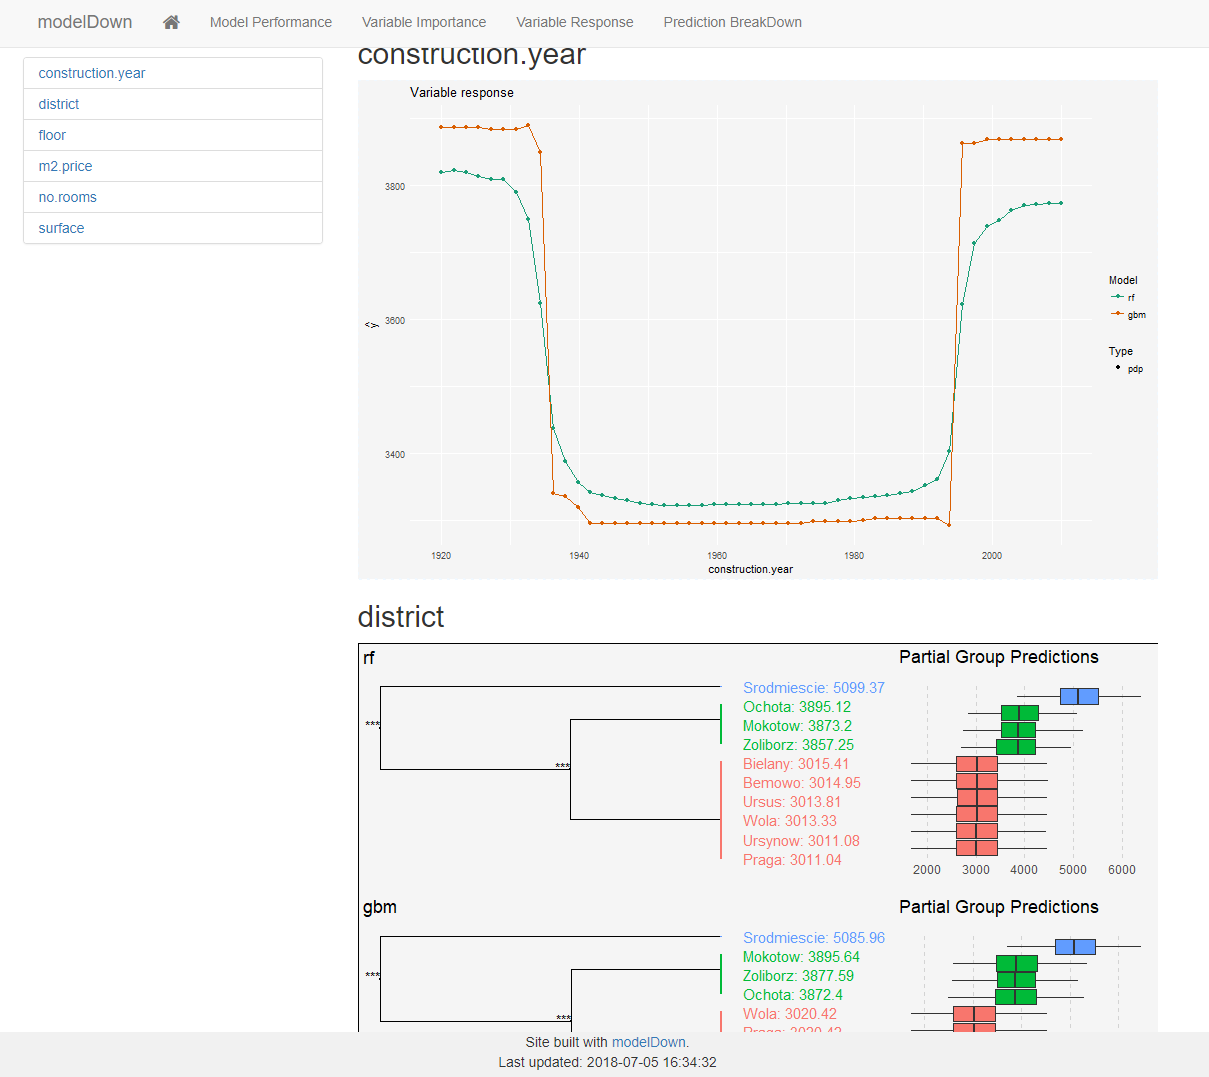 modelDown Model Performance Variable Importance Variable Response Prediction BreakDown
construction.year
district
floor
m2.price
no.rooms
surface
construction.year
Variable response
3800
3600
3400
ŷ
1920 1940 1960 1980 2000
construction.year
Model
rf
gbm
Type
pdp
district
rf
***
***
Srodmiescie: 5099.37
Ochota: 3895.12
Mokotow: 3873.2
Zoliborz: 3857.25
Bielany: 3015.41
Bemowo: 3014.95
Ursus: 3013.81
Wola: 3013.33
Ursynow: 3011.08
Praga: 3011.04
Partial Group Predictions
2000 3000 4000 5000 6000
gbm
***
***
Srodmiescie: 5085.96
Mokotow: 3895.64
Zoliborz: 3877.59
Ochota: 3872.4
Wola: 3020.42
Praga: 3020.42
Partial Group Predictions
Site built with modelDown.
Last updated: 2018-07-05 16:34:32